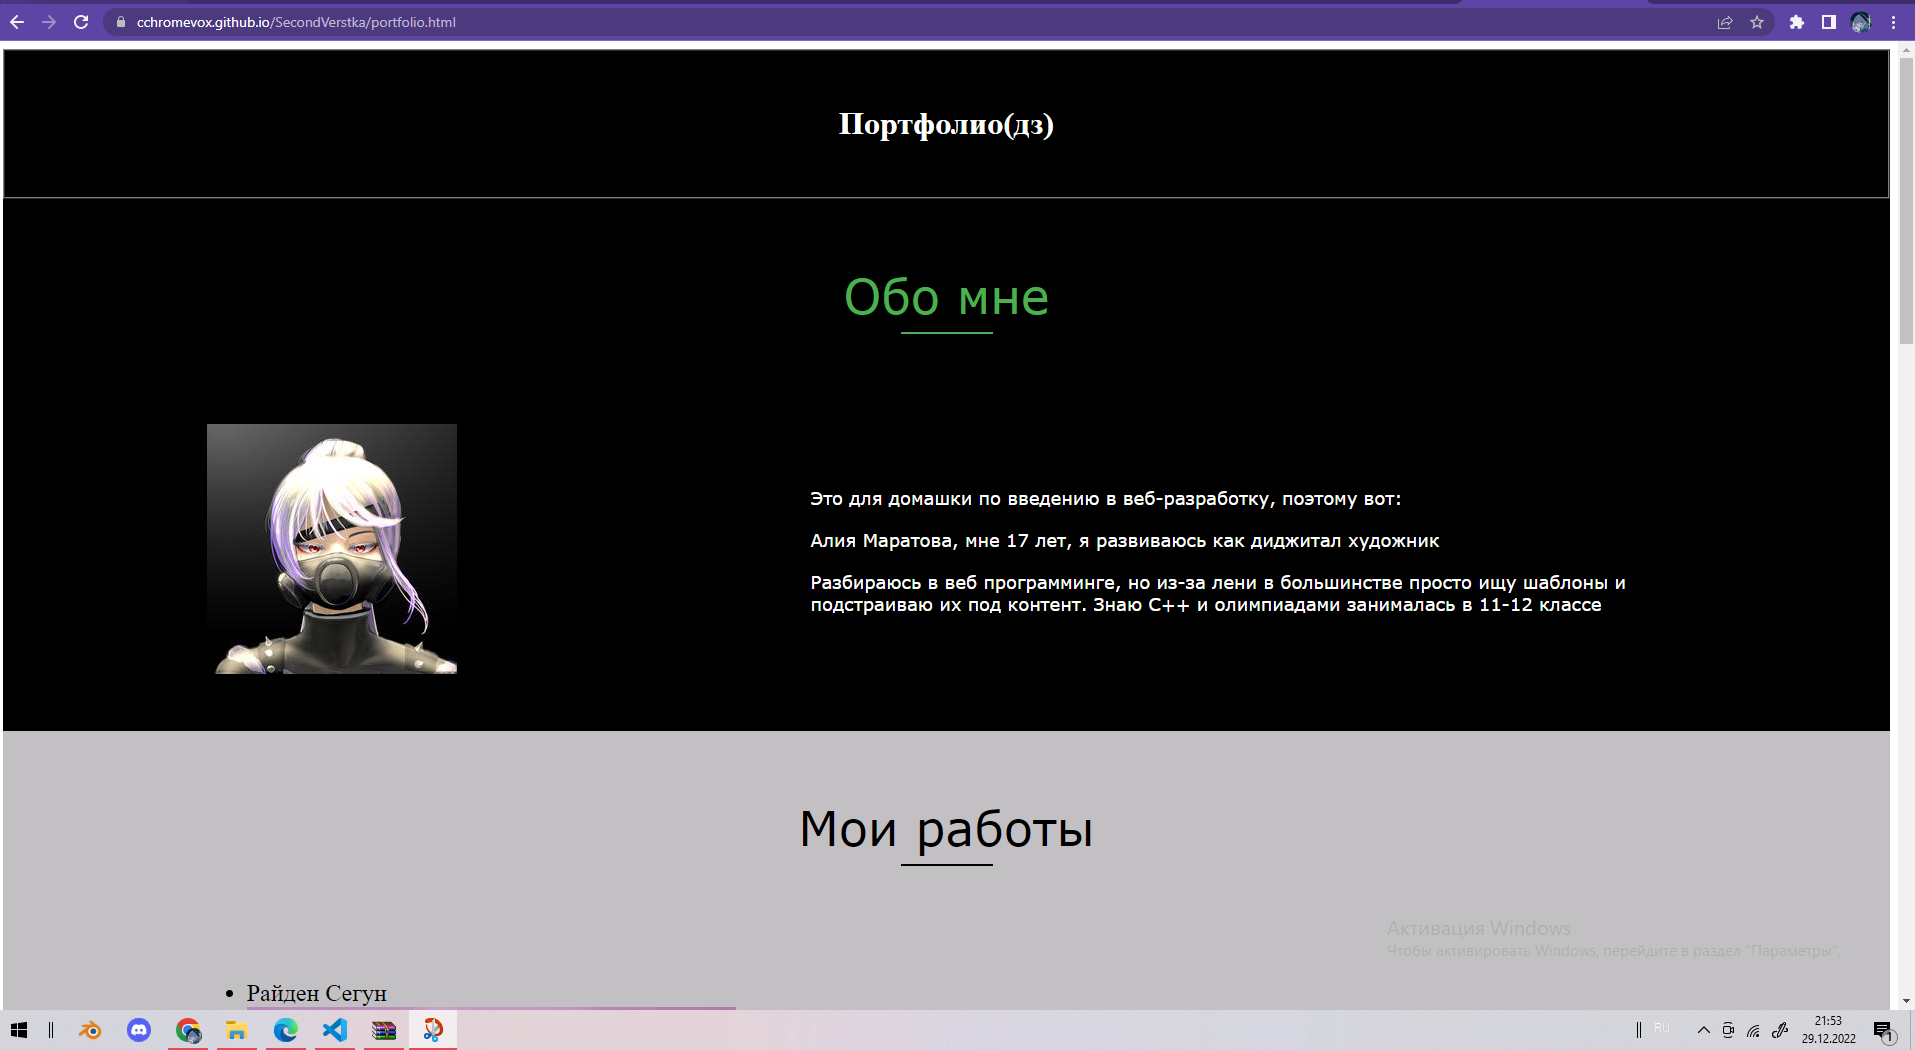 cchromevox.github.io/SecondVerstka/portfolio.html
Портфолио(дз)
Обо мне
Это для домашки по введению в веб-разработку, поэтому вот:
Алия Маратова, мне 17 лет, я развиваюсь как диджитал художник
Разбираюсь в веб программинге, но из-за лени в большинстве просто ищу шаблоны и
подстраиваю их под контент. Знаю C++ и олимпиадами занималась в 11-12 классе
Мои работы
Активация Windows
Чтобы активировать Windows, перейдите в раздел "Параметры".
• Райден Сегун
RU
21:53
29.12.2022
1